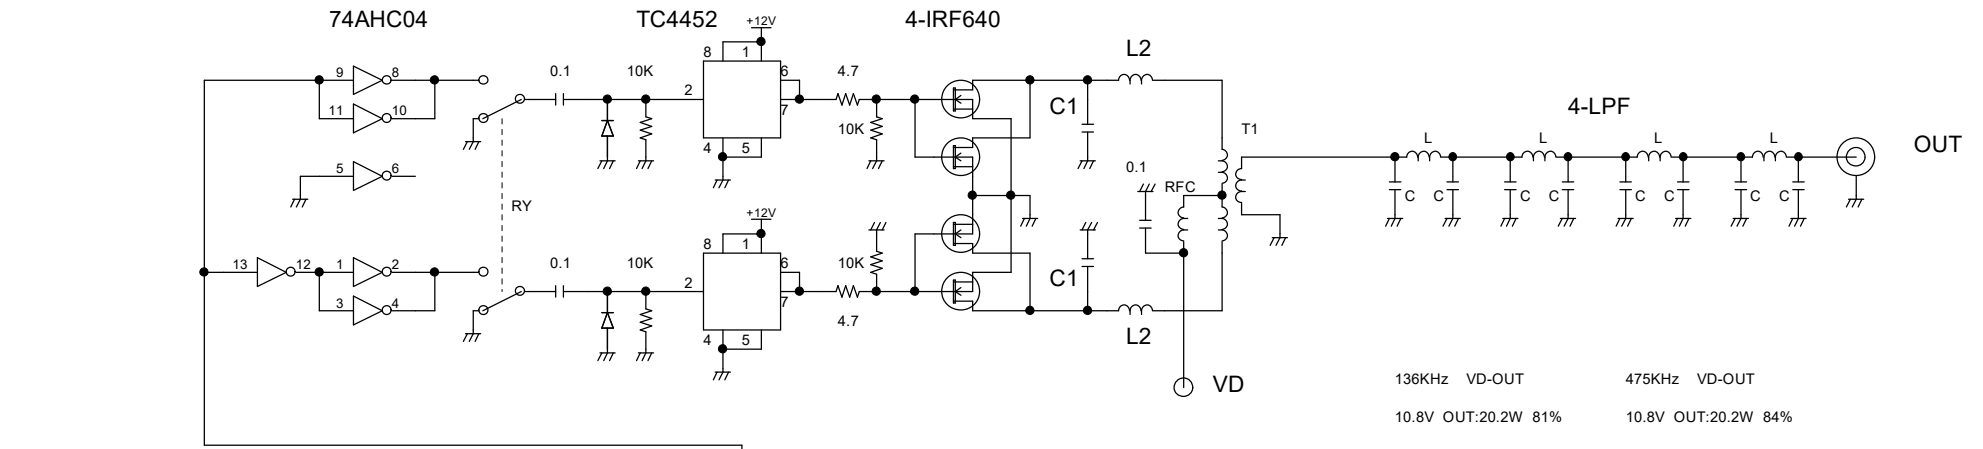 74AHC04
TC4452
4-IRF640
+12V
L2
8
1
9
8
0.1
10K
6
4.7
2
11
10
7
C1
4-LPF
10K
T1
L
L
L
L
OUT
4
5
5
6
0.1
RFC
C
C
C
C
C
C
C
C
RY
+12V
8
1
13
12
1
2
0.1
10K
6
10K
C1
2
3
4
7
4.7
4
5
L2
VD
136KHz VD-OUT
475KHz VD-OUT
10.8V OUT:20.2W 81%
10.8V OUT:20.2W 84%